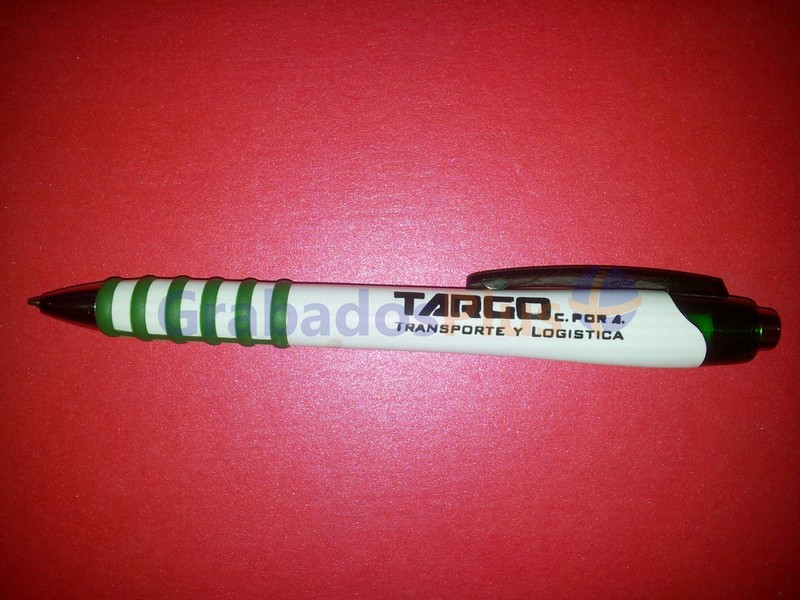 TARGO C. POR A.
TRANSPORTE Y LOGISTICA
Grabados